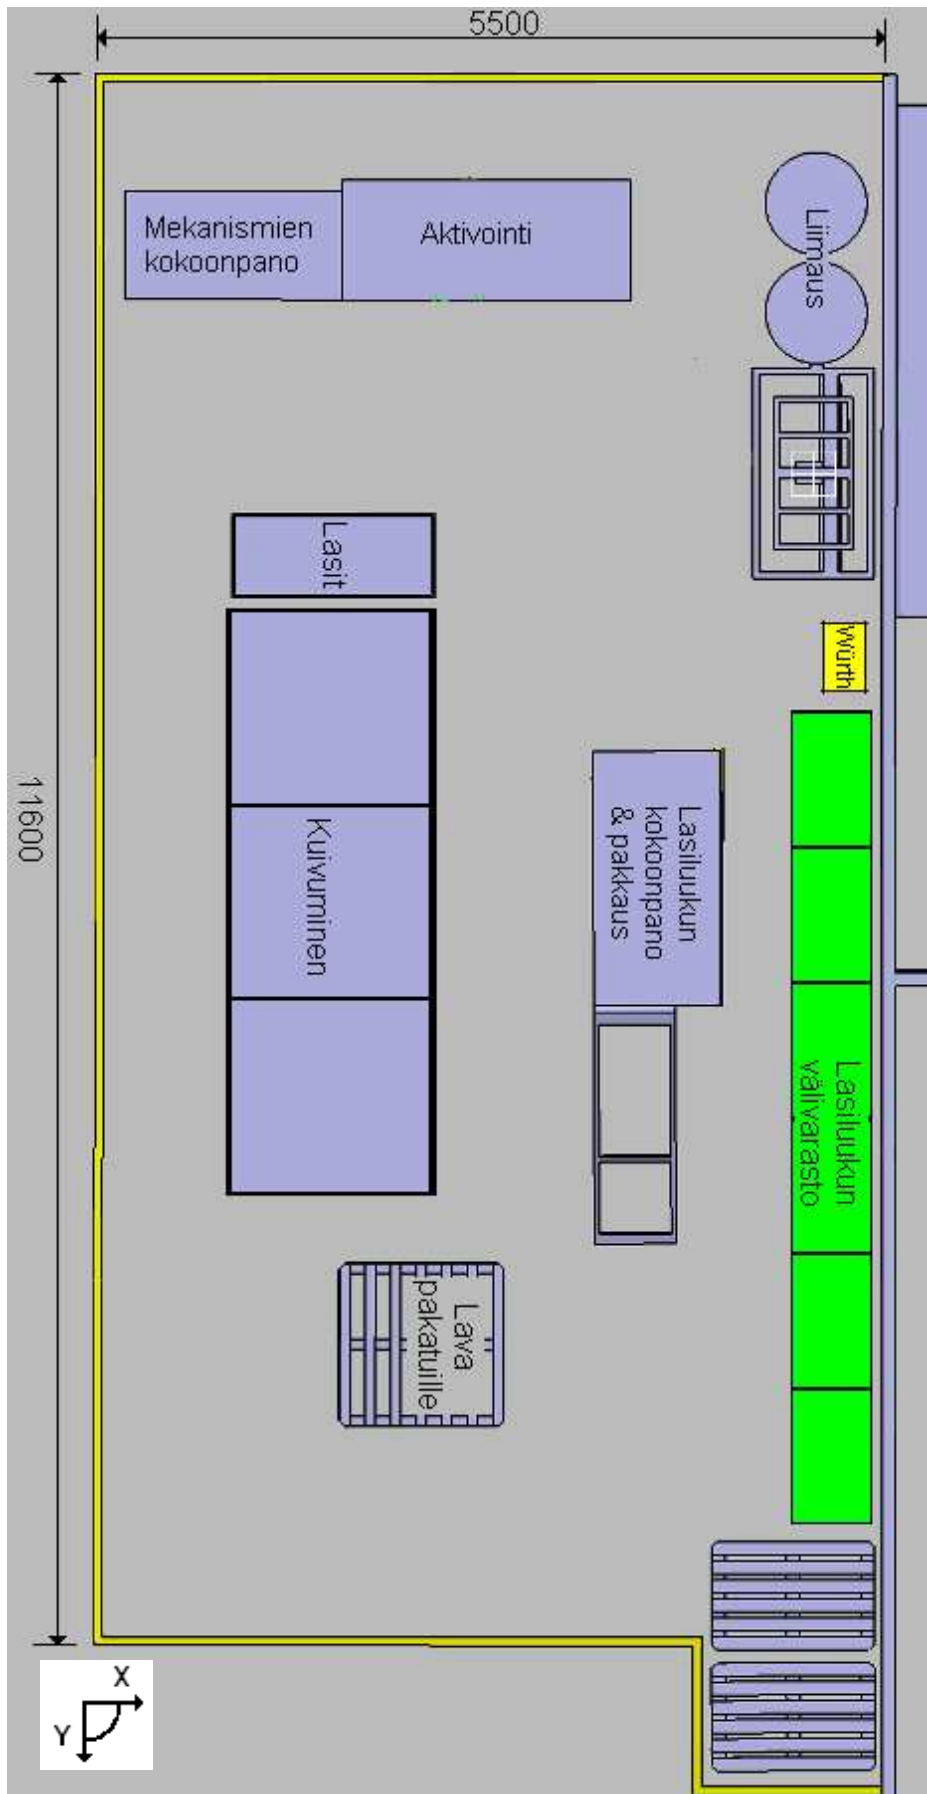 5500
Mekanismien
kokoonpano
Aktivointi
Liimaus
Lasit
Würth
11600
Kuivuminen
Lasiluukun
kokoonpano
& pakkaus
Lasiluukun
välivarasto
Lava
pakatuille
X
Y